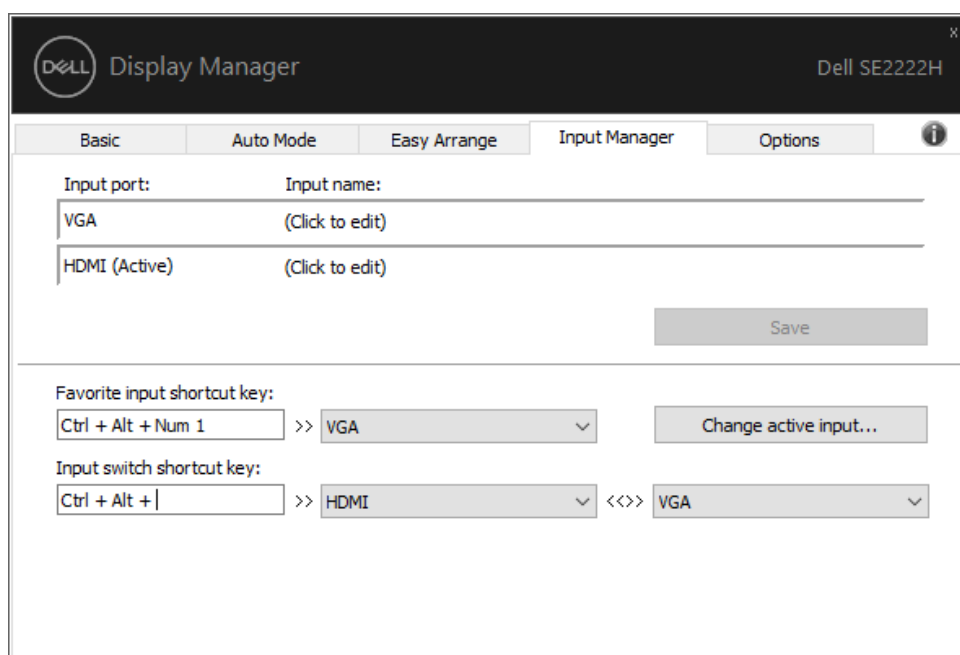 x
DELL Display Manager Dell SE2222H
Basic Auto Mode Easy Arrange Input Manager Options i
Input port: Input name:
VGA (Click to edit)
HDMI (Active) (Click to edit)
Save
Favorite input shortcut key:
Ctrl + Alt + Num 1 >> VGA Change active input...
Input switch shortcut key:
Ctrl + Alt + >> HDMI <<>> VGA